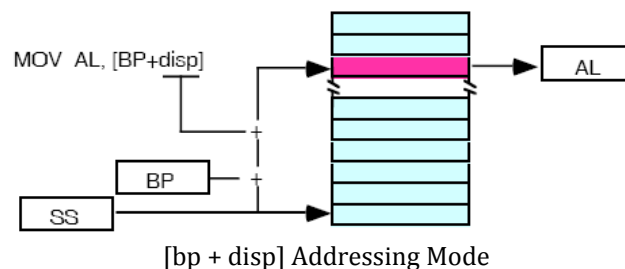 MOV AL, [BP+disp]
AL
+
BP
+
SS
[bp + disp] Addressing Mode